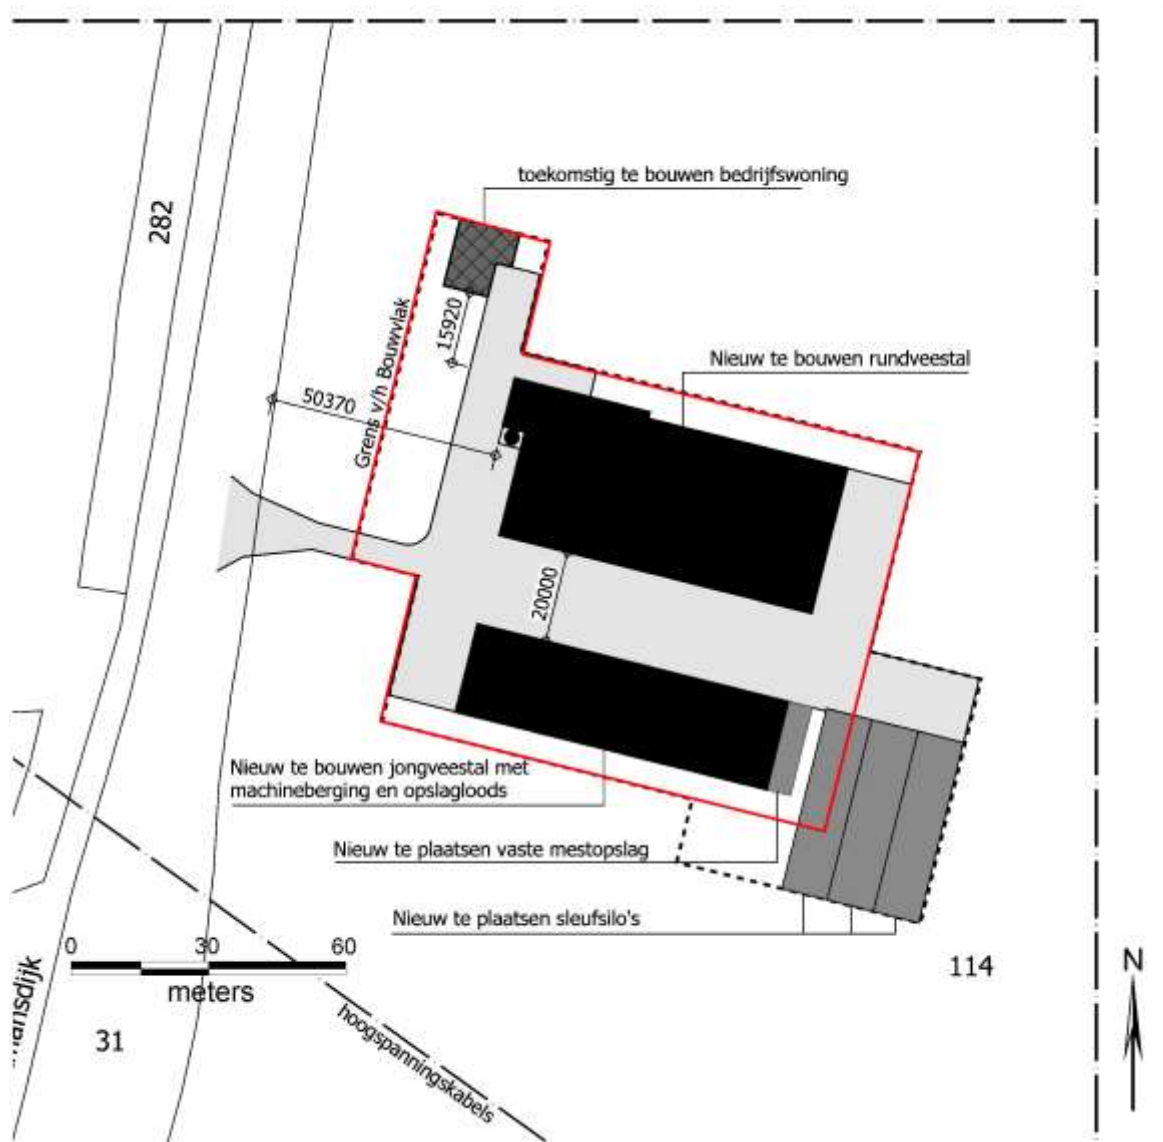 toekomstig te bouwen bedrijfswoning
282
15920
Grens v/h Bouwvlak
Nieuw te bouwen rundveestal
50370
20000
Nieuw te bouwen jongveestal met
machineberging en opslagloods
Nieuw te plaatsen vaste mestopslag
Nieuw te plaatsen sleufsilo's
0 30 60
meters
114
N
31
hoogspanningskabels